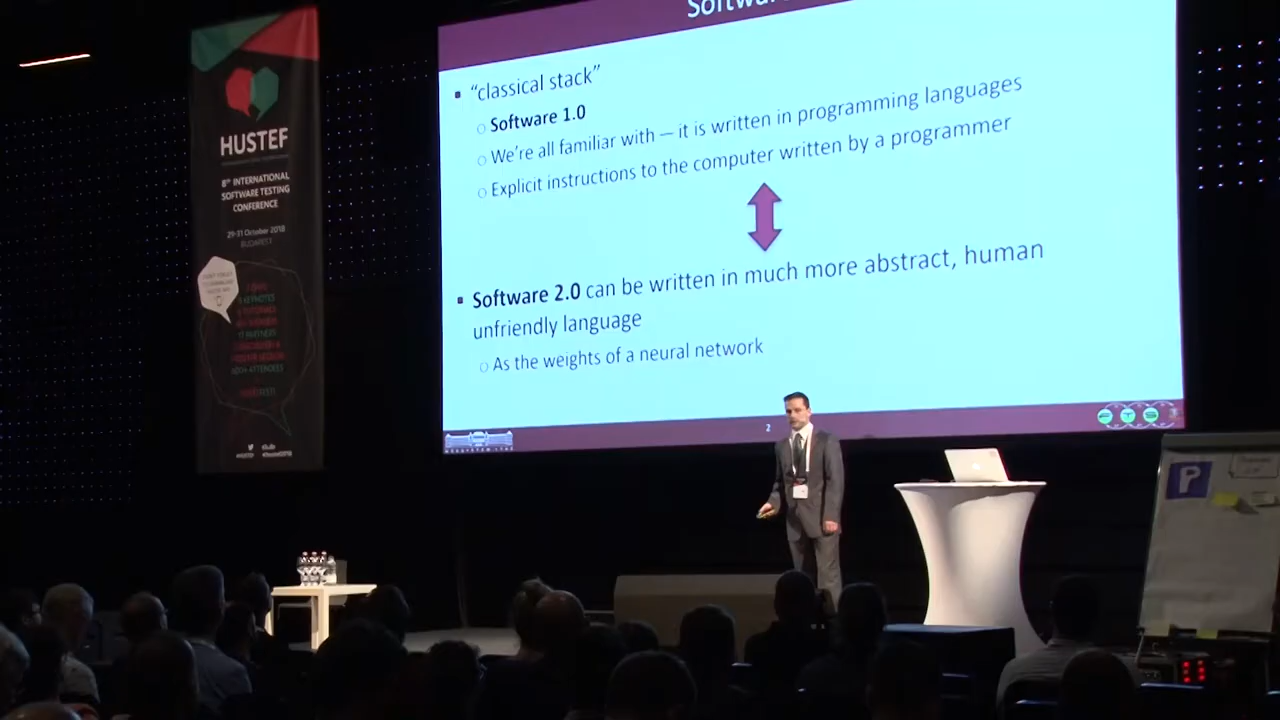 Software
▪ "classical stack"
○ Software 1.0
○ We're all familiar with – it is written in programming languages
○ Explicit instructions to the computer written by a programmer
▪ Software 2.0 can be written in much more abstract, human
unfriendly language
○ As the weights of a neural network
2
HUSTEF
8TH INTERNATIONAL
SOFTWARE TESTING
CONFERENCE
29-31 October 2018
BUDAPEST
P